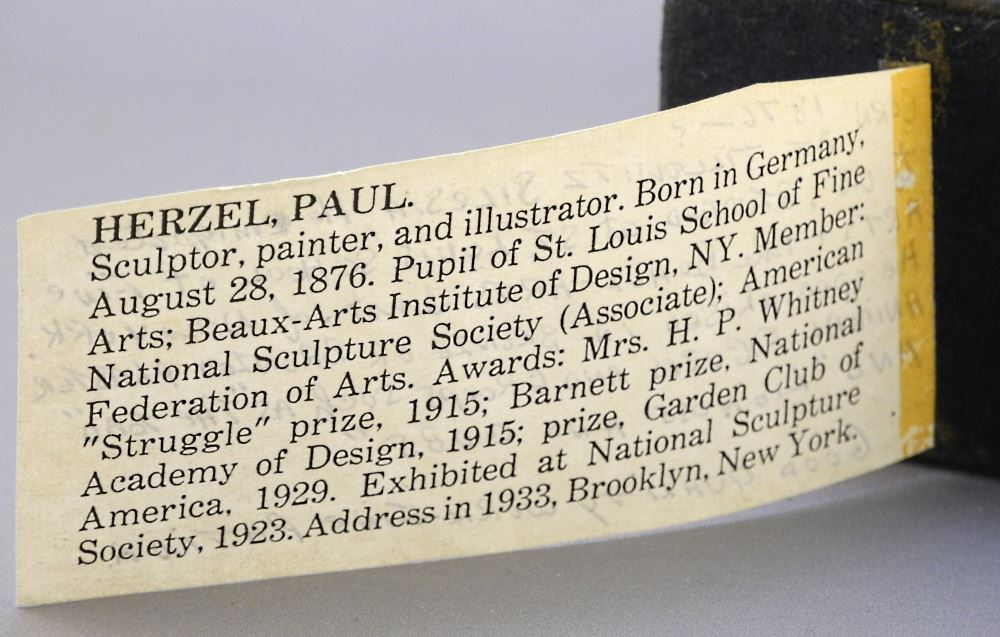 HERZEL, PAUL.
Sculptor, painter, and illustrator. Born in Germany,
August 28, 1876. Pupil of St. Louis School of Fine
Arts; Beaux-Arts Institute of Design, NY. Member:
National Sculpture Society (Associate); American
Federation of Arts. Awards: Mrs. H. P. Whitney
"Struggle" prize, 1915; Barnett prize, National
Academy of Design, 1915; prize, Garden Club of
America, 1929. Exhibited at National Sculpture
Society, 1923. Address in 1933, Brooklyn, New York.